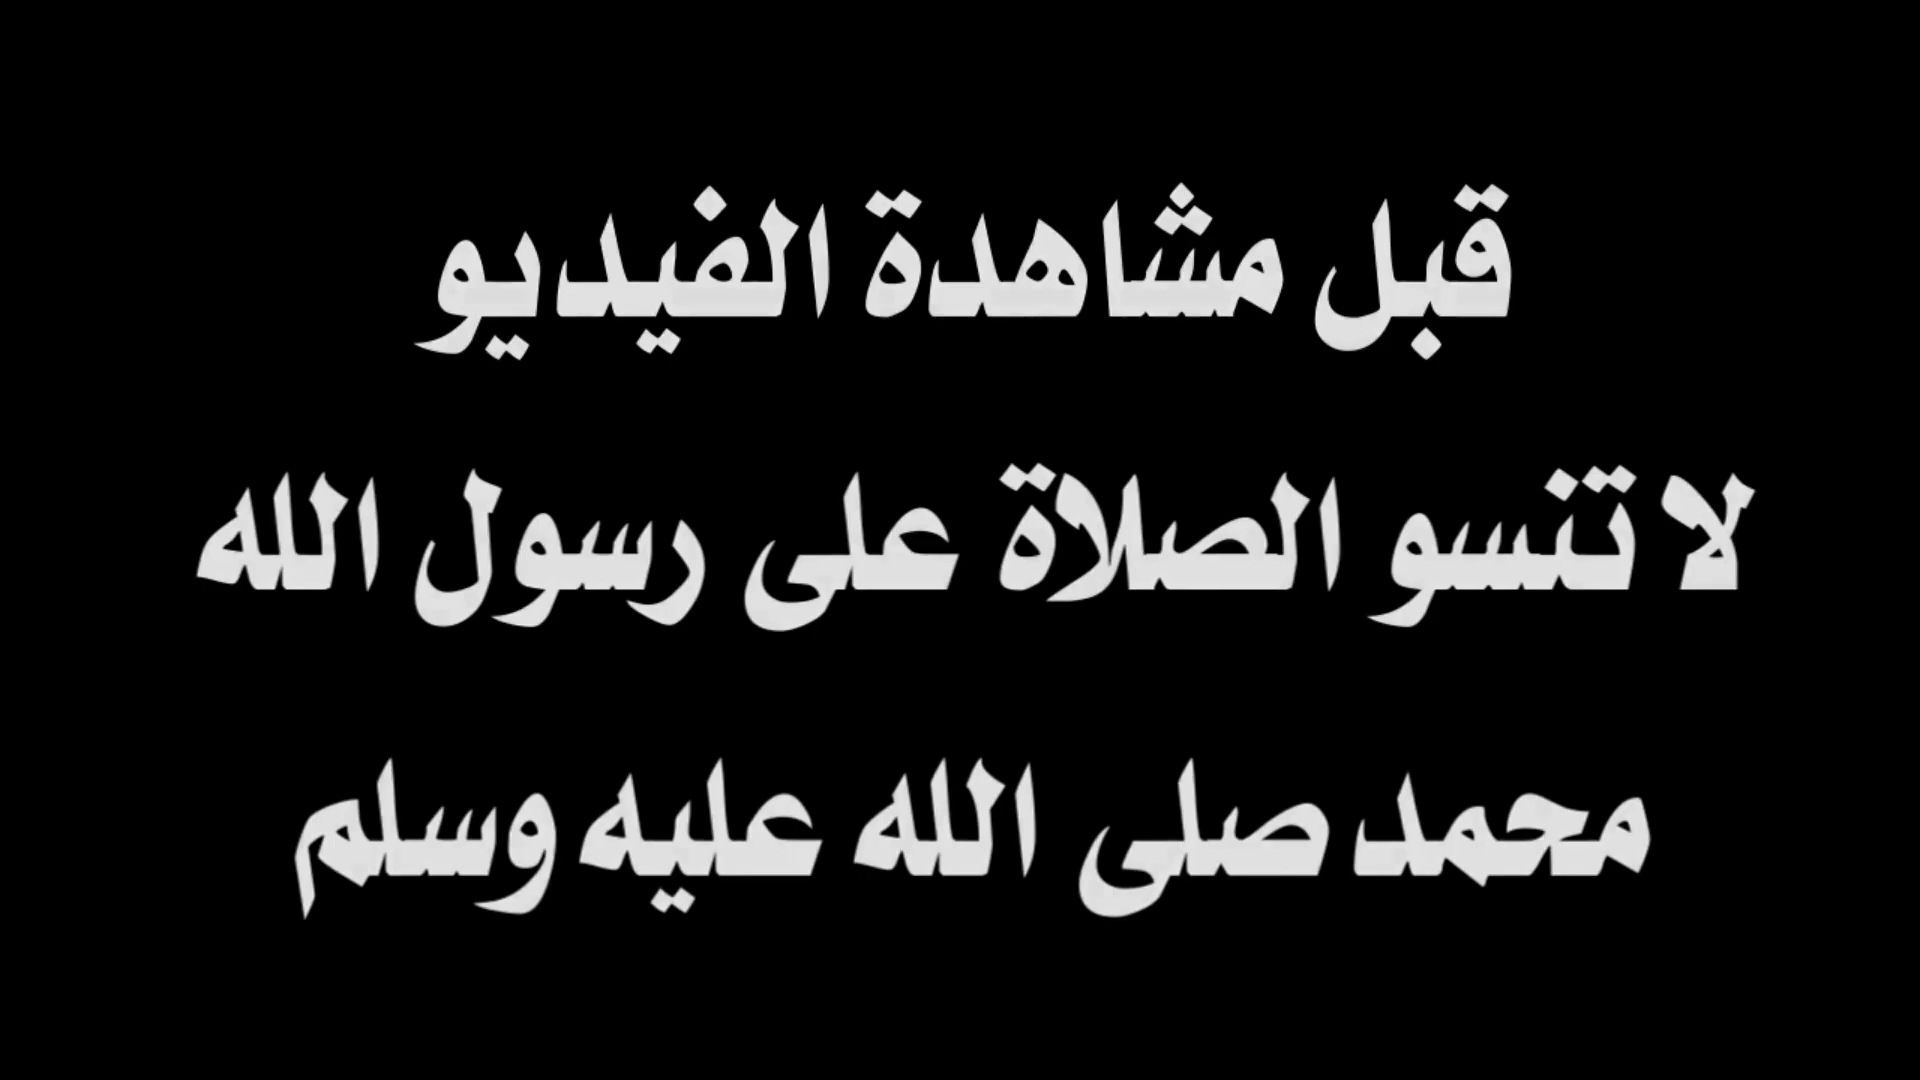 قبل مشاهدة الفيديو
لا تنسو الصلاة على رسول الله
محمد صلى الله عليه وسلم